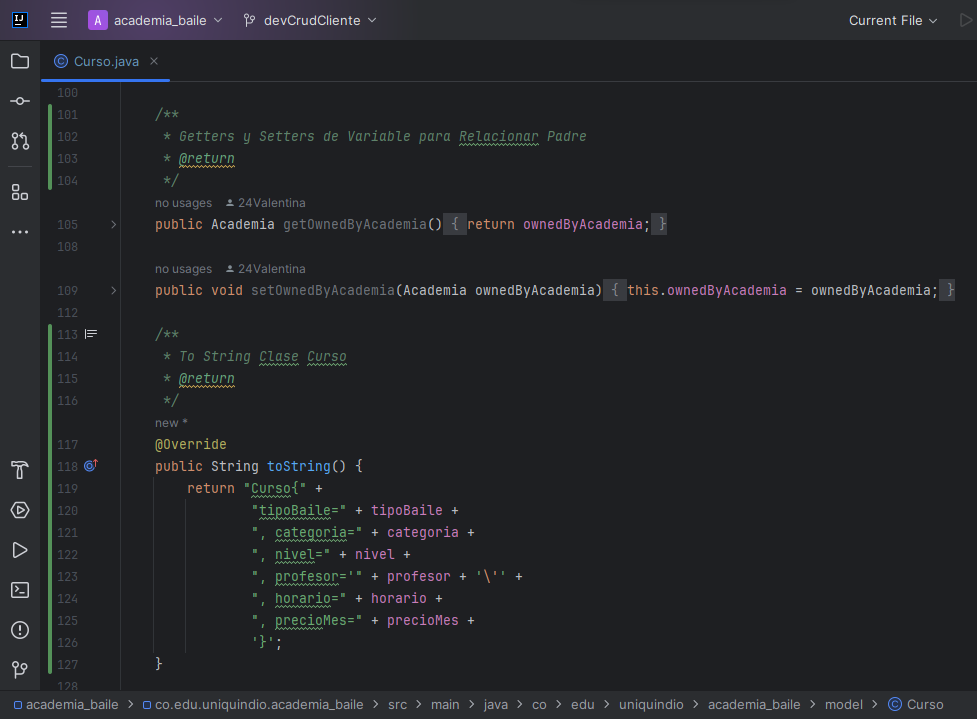 IJ A academia_baile devCrudCliente Current File
Curso.java
100
101 /**
102 * Getters y Setters de Variable para Relacionar Padre
103 * @return
104 */
no usages 24Valentina
105 public Academia getOwnedByAcademia() { return ownedByAcademia; }
108
no usages 24Valentina
109 public void setOwnedByAcademia(Academia ownedByAcademia) { this.ownedByAcademia = ownedByAcademia; }
112
113 /**
114 * To String Clase Curso
115 * @return
116 */
new *
117 @Override
118 public String toString() {
119 return "Curso{" +
120 "tipoBaile=" + tipoBaile +
121 ", categoria=" + categoria +
122 ", nivel=" + nivel +
123 ", profesor='" + profesor + '\'' +
124 ", horario=" + horario +
125 ", precioMes=" + precioMes +
126 '}';
127 }
128
academia_baile > co.edu.uniquindio.academia_baile > src > main > java > co > edu > uniquindio > academia_baile > model > C Curso